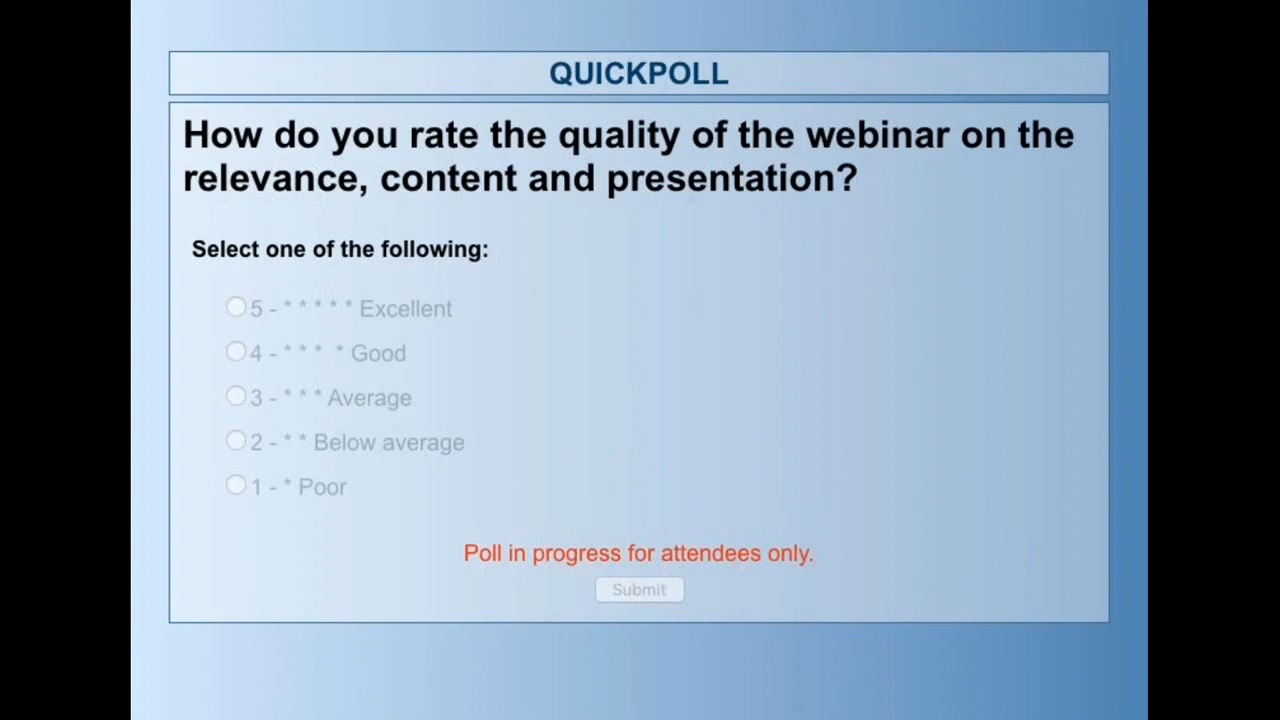 QUICKPOLL
How do you rate the quality of the webinar on the
relevance, content and presentation?
Select one of the following:
5 - * * * * * Excellent
4 - * * *  * Good
3 - * * * Average
2 - * * Below average
1 - * Poor
Poll in progress for attendees only.
Submit